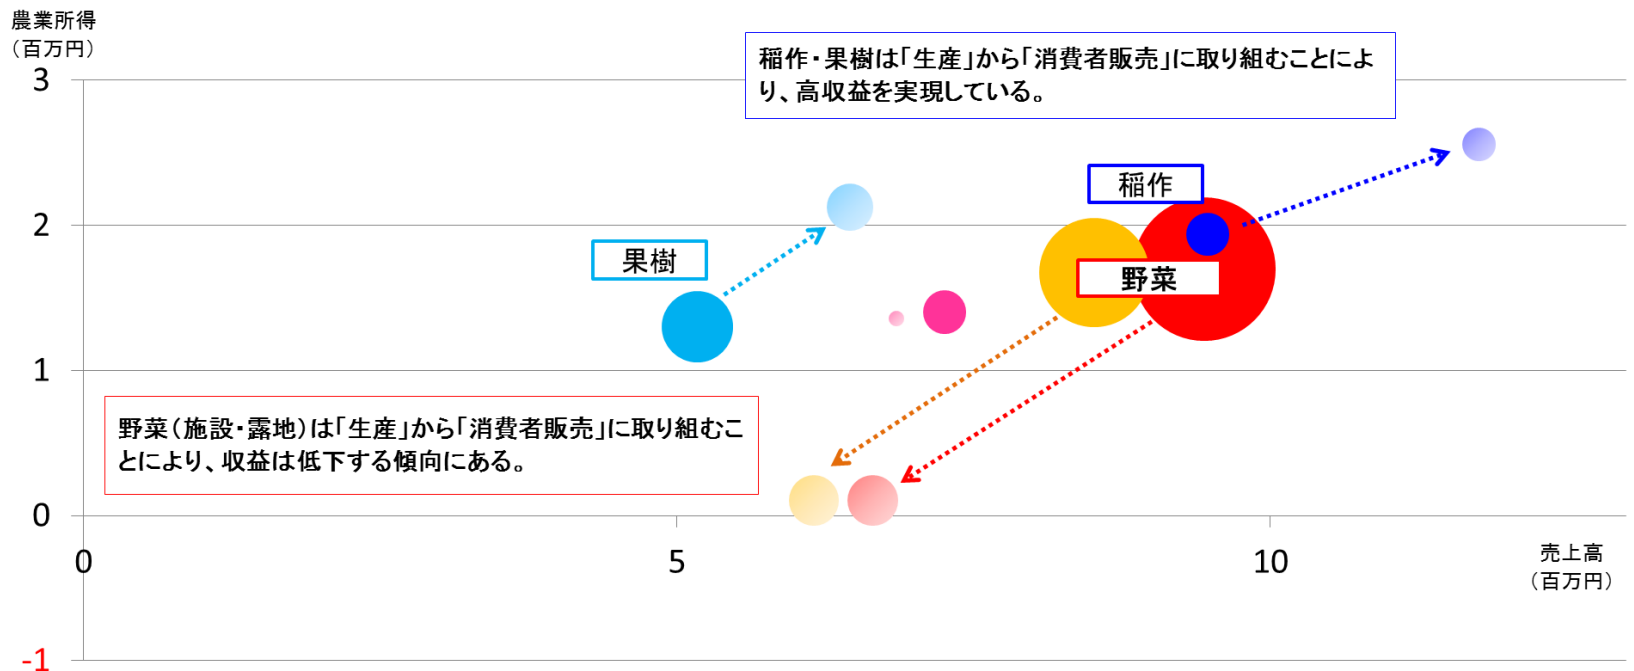 農業所得
（百万円）
3
稲作・果樹は「生産」から「消費者販売」に取り組むことによ
り、高収益を実現している。
稲作
2
果樹
野菜
1
野菜（施設・露地）は「生産」から「消費者販売」に取り組むこ
とにより、収益は低下する傾向にある。
0
0
5
10
売上高
（百万円）
-1